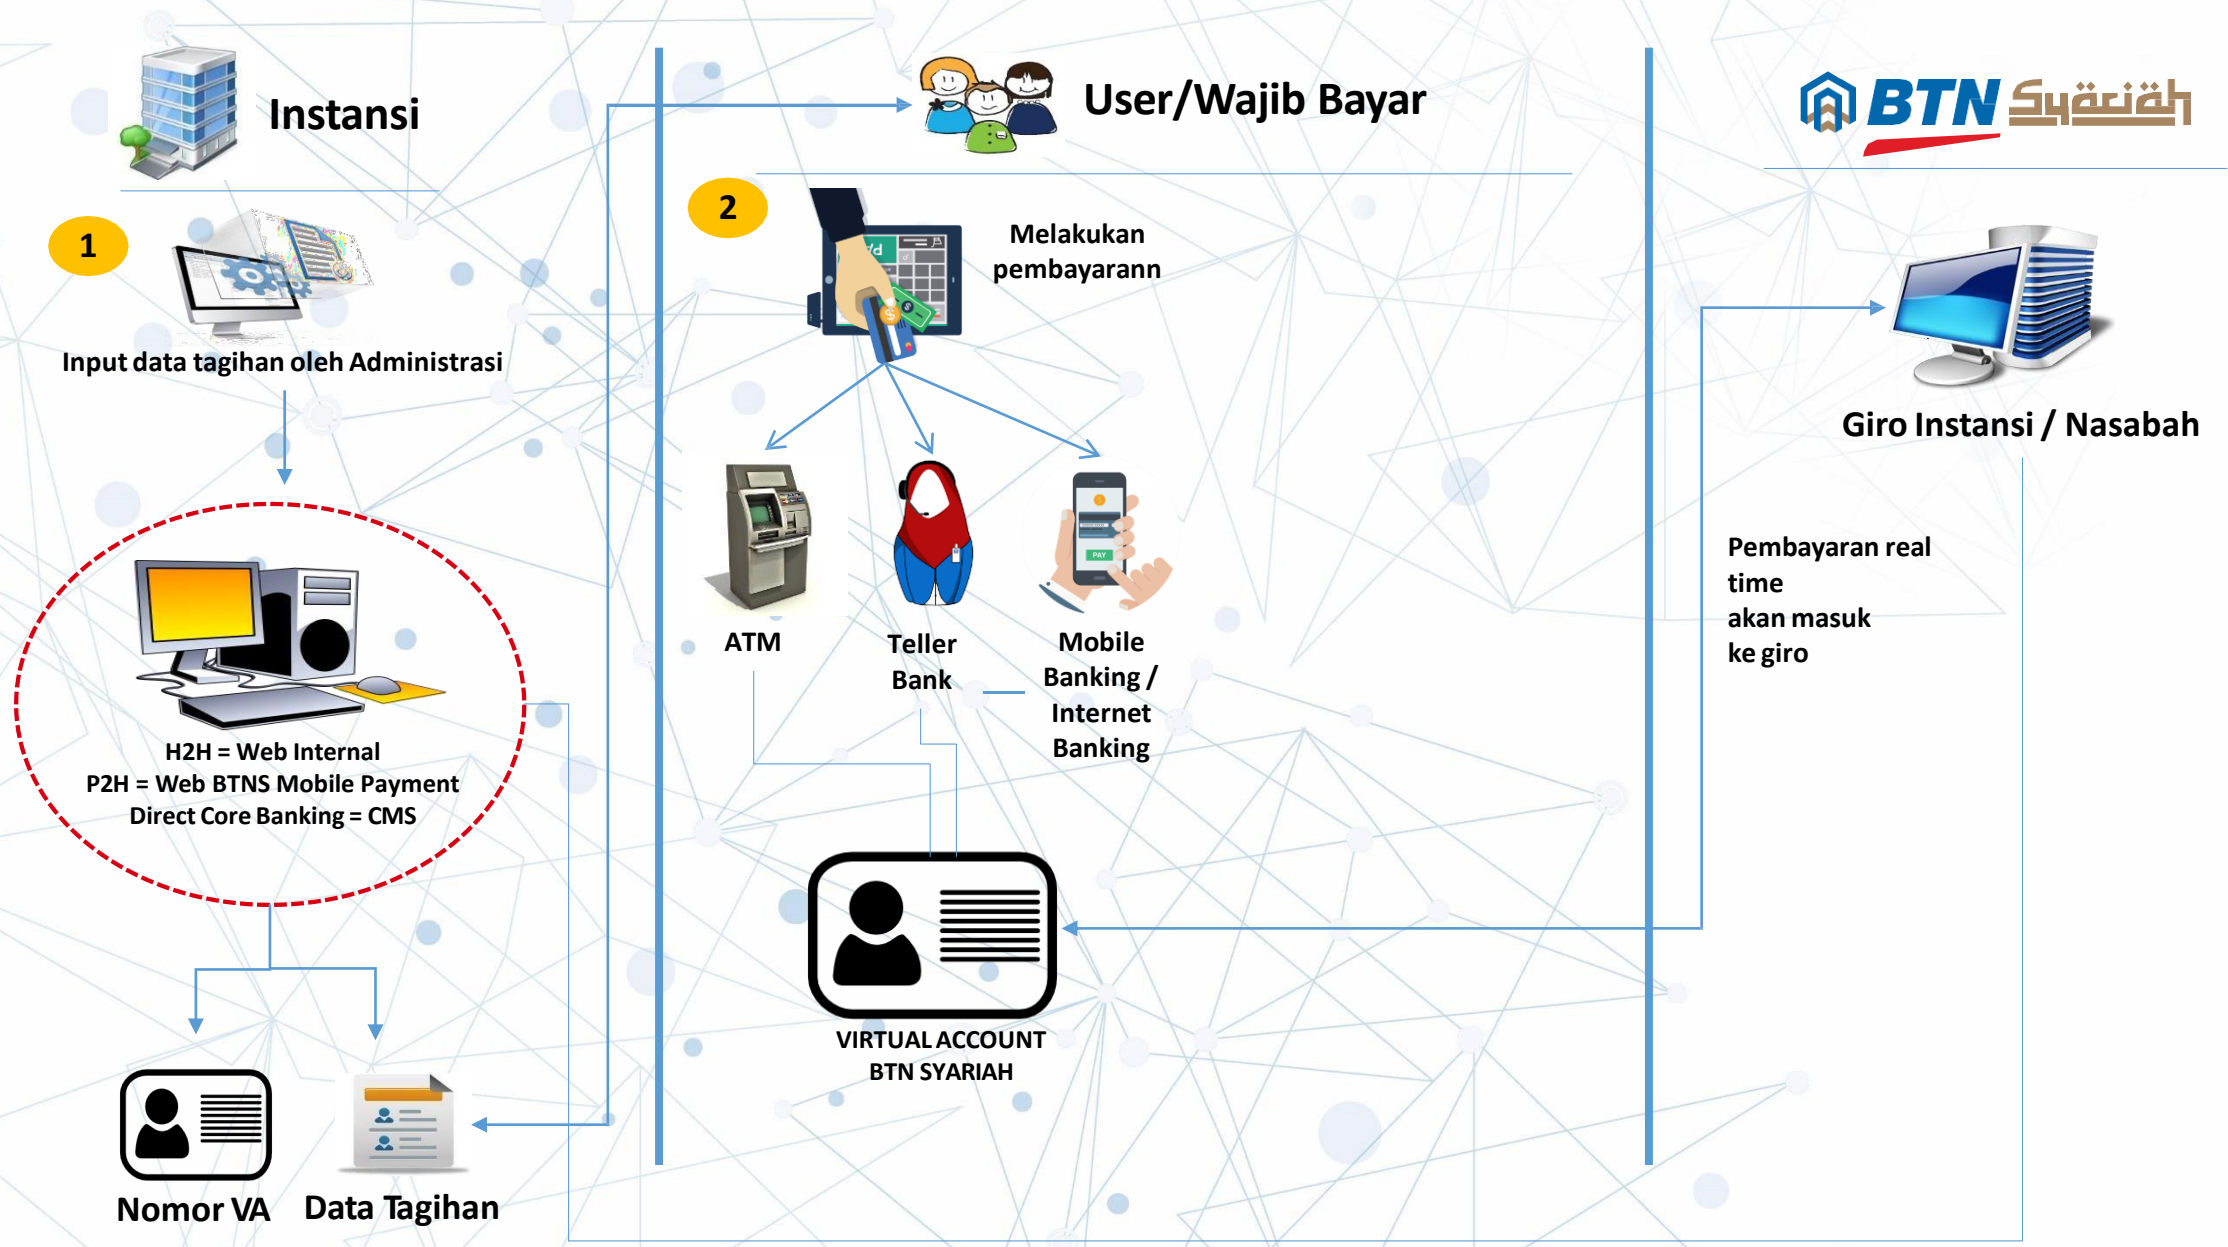 Instansi
1
Input data tagihan oleh Administrasi
H2H = Web Internal
P2H = Web BTNS Mobile Payment
Direct Core Banking = CMS
Nomor VA
Data Tagihan
User/Wajib Bayar
2
Melakukan
pembayarann
ATM
Teller
Bank
Mobile
Banking /
Internet
Banking
PAY
VIRTUAL ACCOUNT
BTN SYARIAH
BTN Syäriäh
Giro Instansi / Nasabah
Pembayaran real
time
akan masuk
ke giro